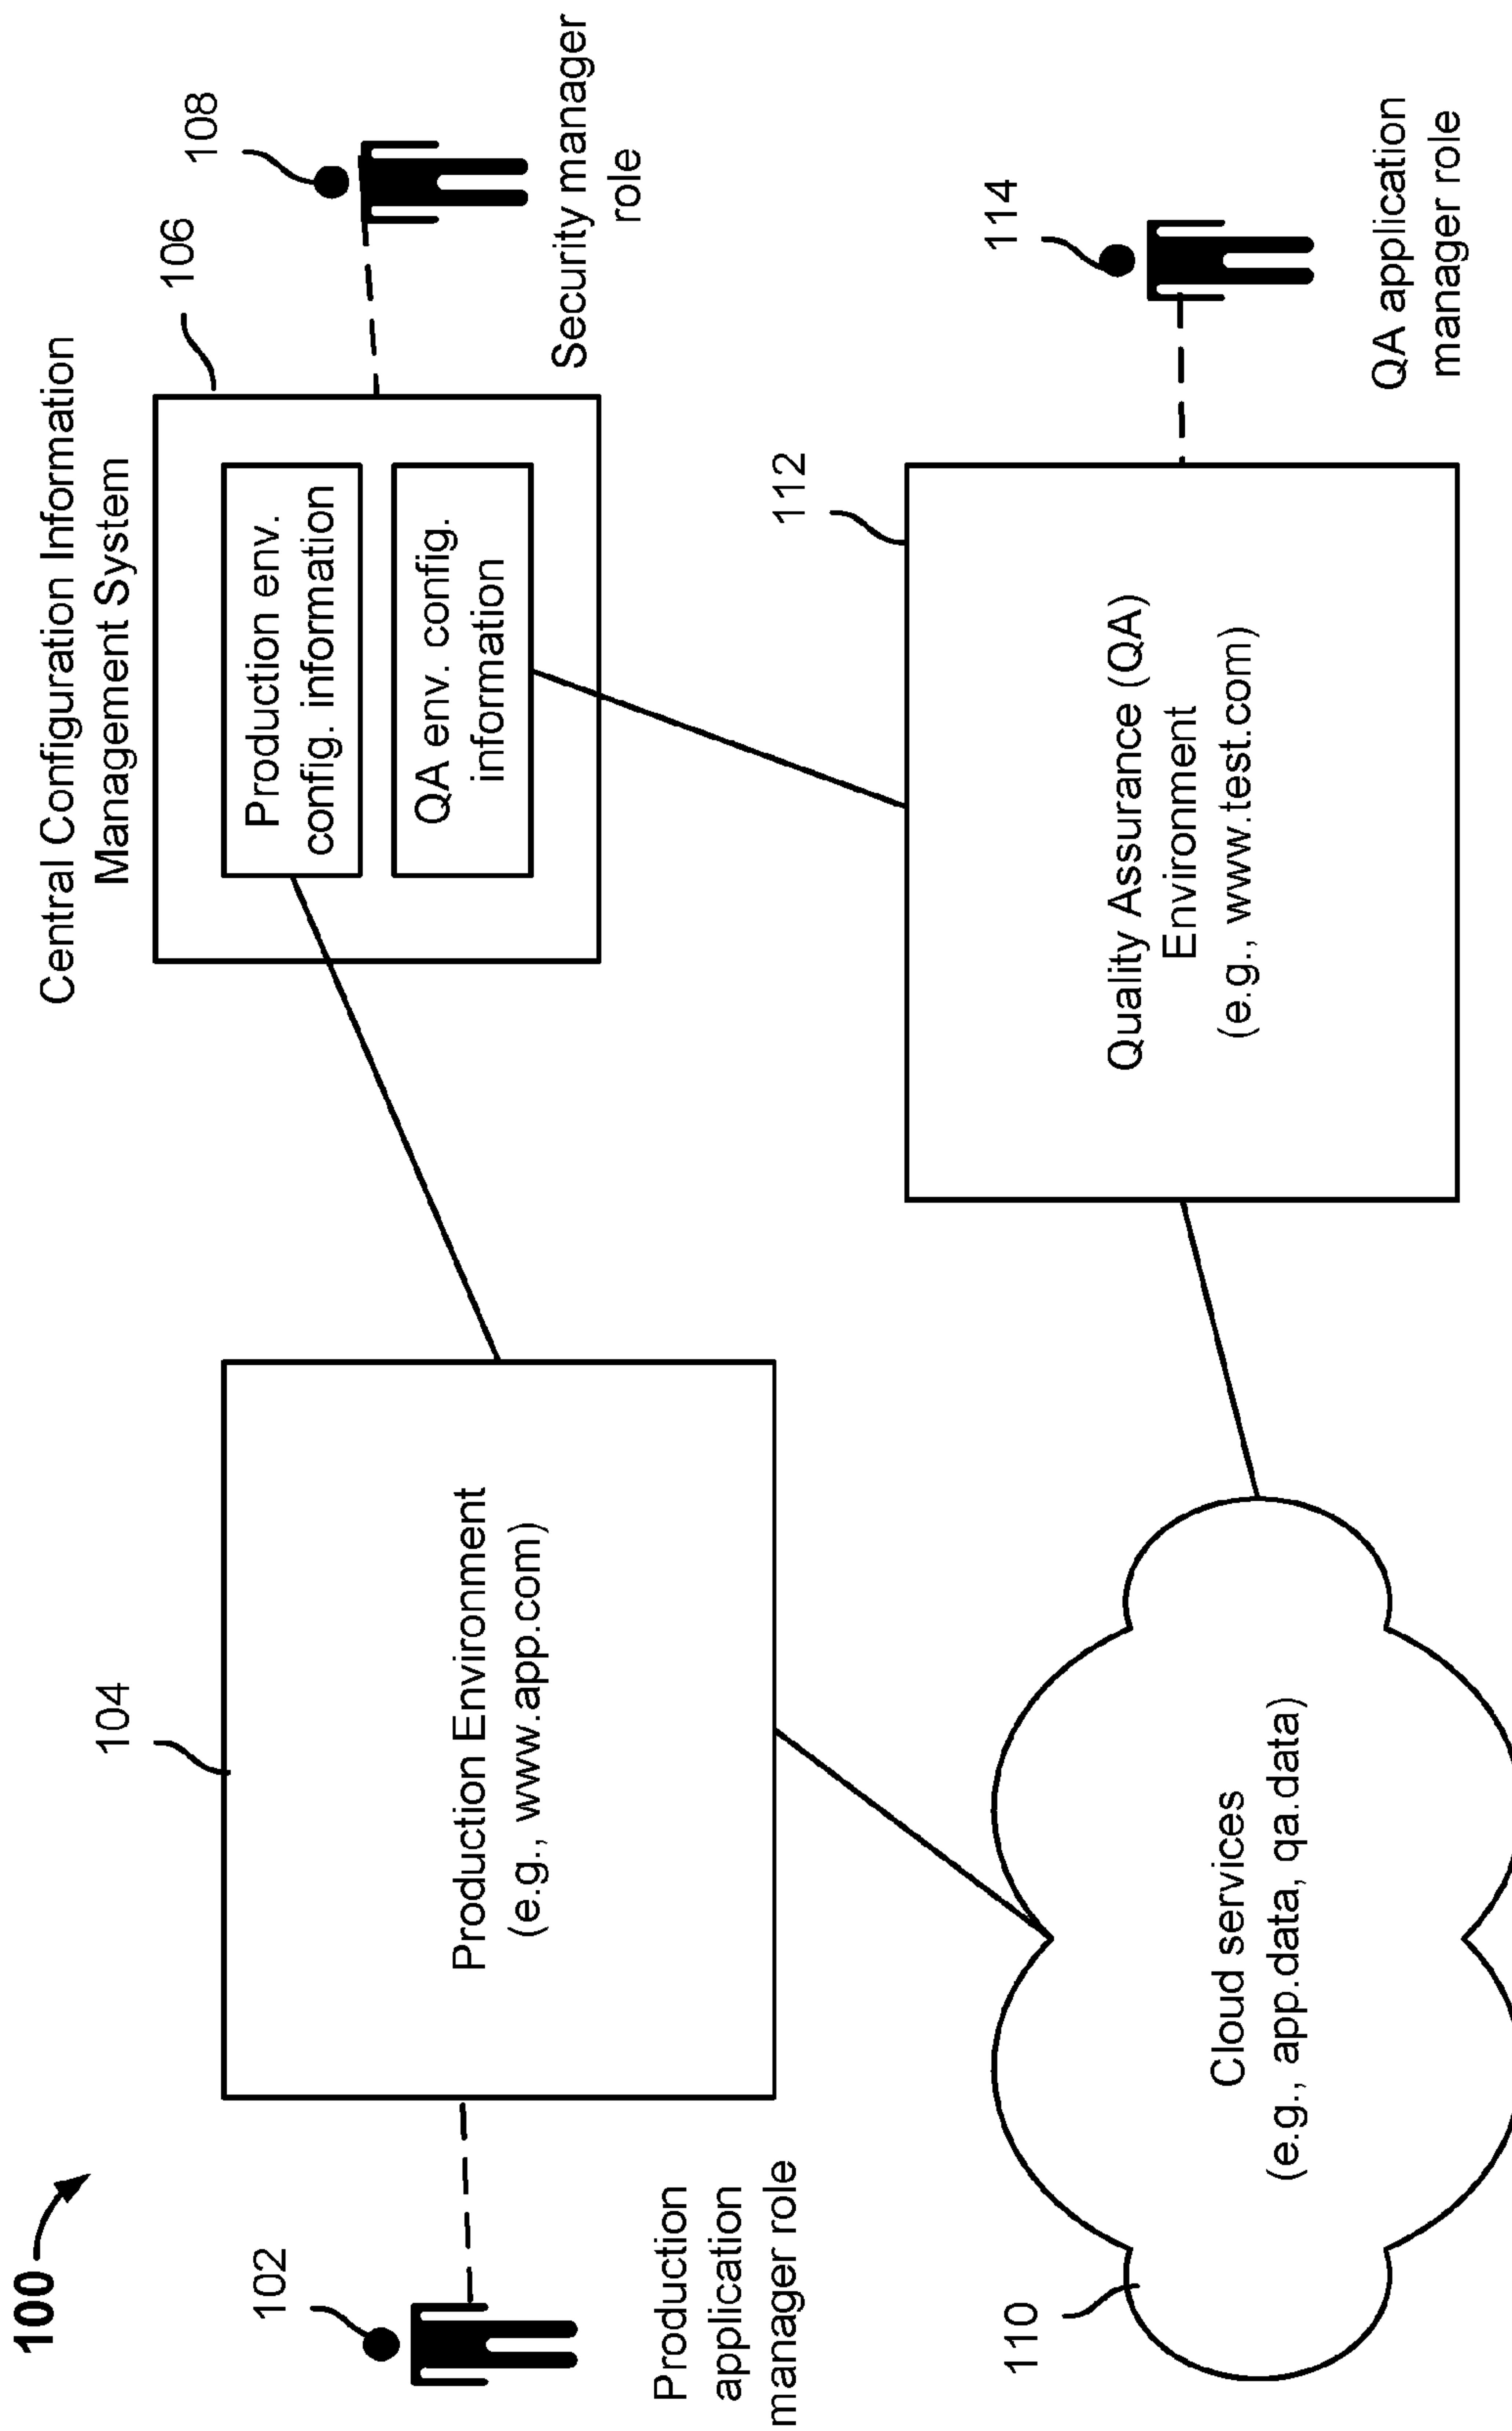 100
102
Production
application
manager role
104
Production Environment
(e.g., www.app.com)
Central Configuration Information
Management System
106
Production env.
config. information
QA env. config.
information
108
Security manager
role
110
Cloud services
(e.g., app.data, qa.data)
112
Quality Assurance (QA)
Environment
(e.g., www.test.com)
114
QA application
manager role